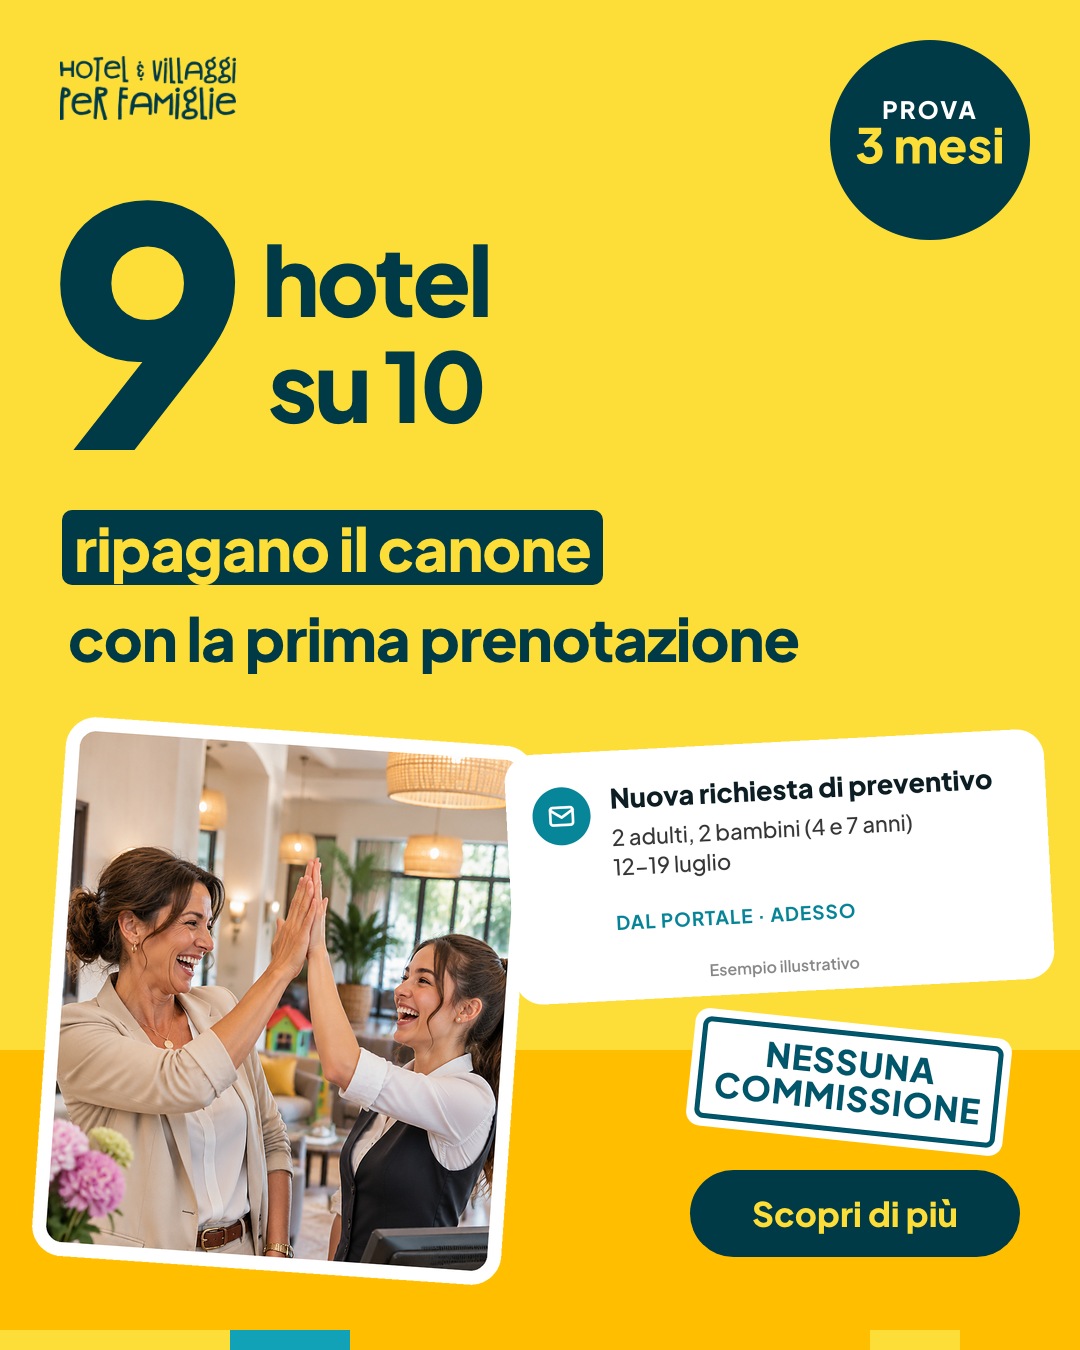 HOTEL & VILLAGGI
PER FAMIGLIE
PROVA
3 mesi
9 hotel
su 10
ripagano il canone
con la prima prenotazione
Nuova richiesta di preventivo
2 adulti, 2 bambini (4 e 7 anni)
12–19 luglio
DAL PORTALE · ADESSO
Esempio illustrativo
NESSUNA
COMMISSIONE
Scopri di più